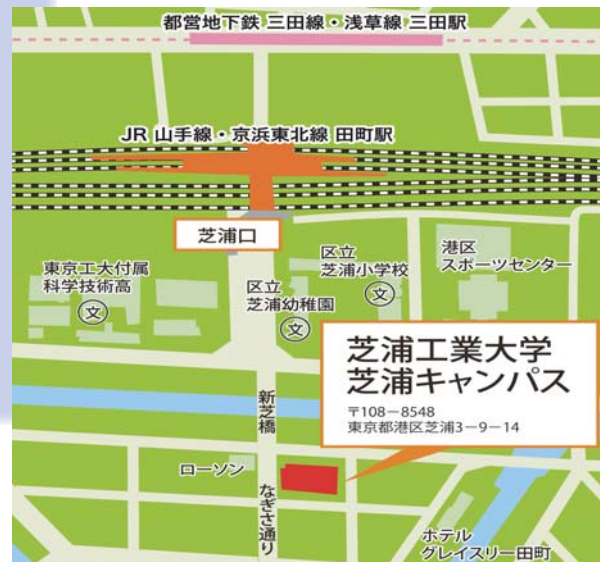 都営地下鉄 三田線・浅草線 三田駅
JR 山手線・京浜東北線 田町駅
芝浦口
東京工大付属
科学技術高
文
区立
芝浦幼稚園
文
区立
芝浦小学校
文
港区
スポーツセンター
芝浦工業大学
芝浦キャンパス
〒108－8548
東京都港区芝浦3－9－14
新芝橋
ローソン
なぎさ通り
ホテル
グレイスリー田町